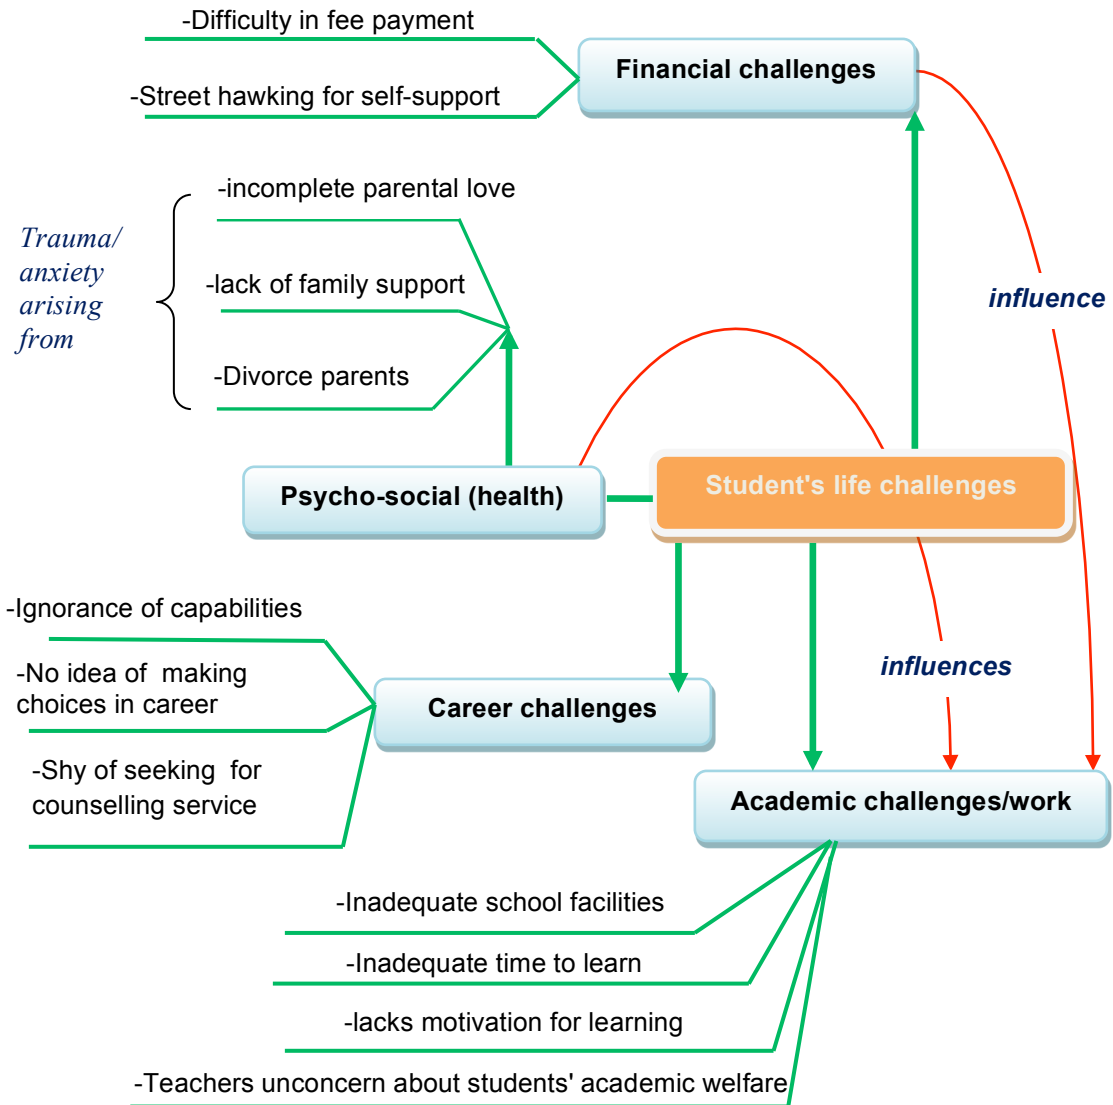 -Difficulty in fee payment
Financial challenges
-Street hawking for self-support
-incomplete parental love
Trauma/
anxiety
arising
from
-lack of family support
-Divorce parents
influence
Psycho-social (health)
Student's life challenges
-Ignorance of capabilities
-No idea of  making
choices in career
-Shy of seeking  for
counselling service
Career challenges
influences
Academic challenges/work
-Inadequate school facilities
-Inadequate time to learn
-lacks motivation for learning
-Teachers unconcern about students' academic welfare